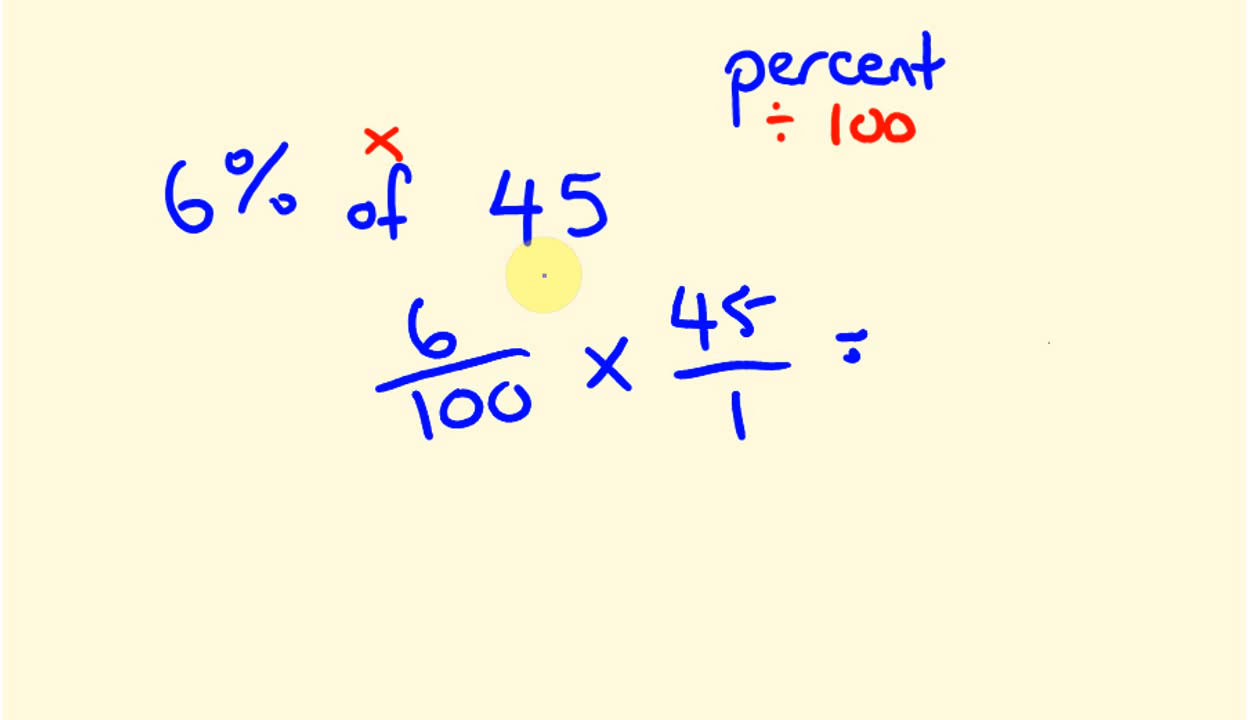 percent
÷ 100
×
6% of 45
6/100 × 45/1 =